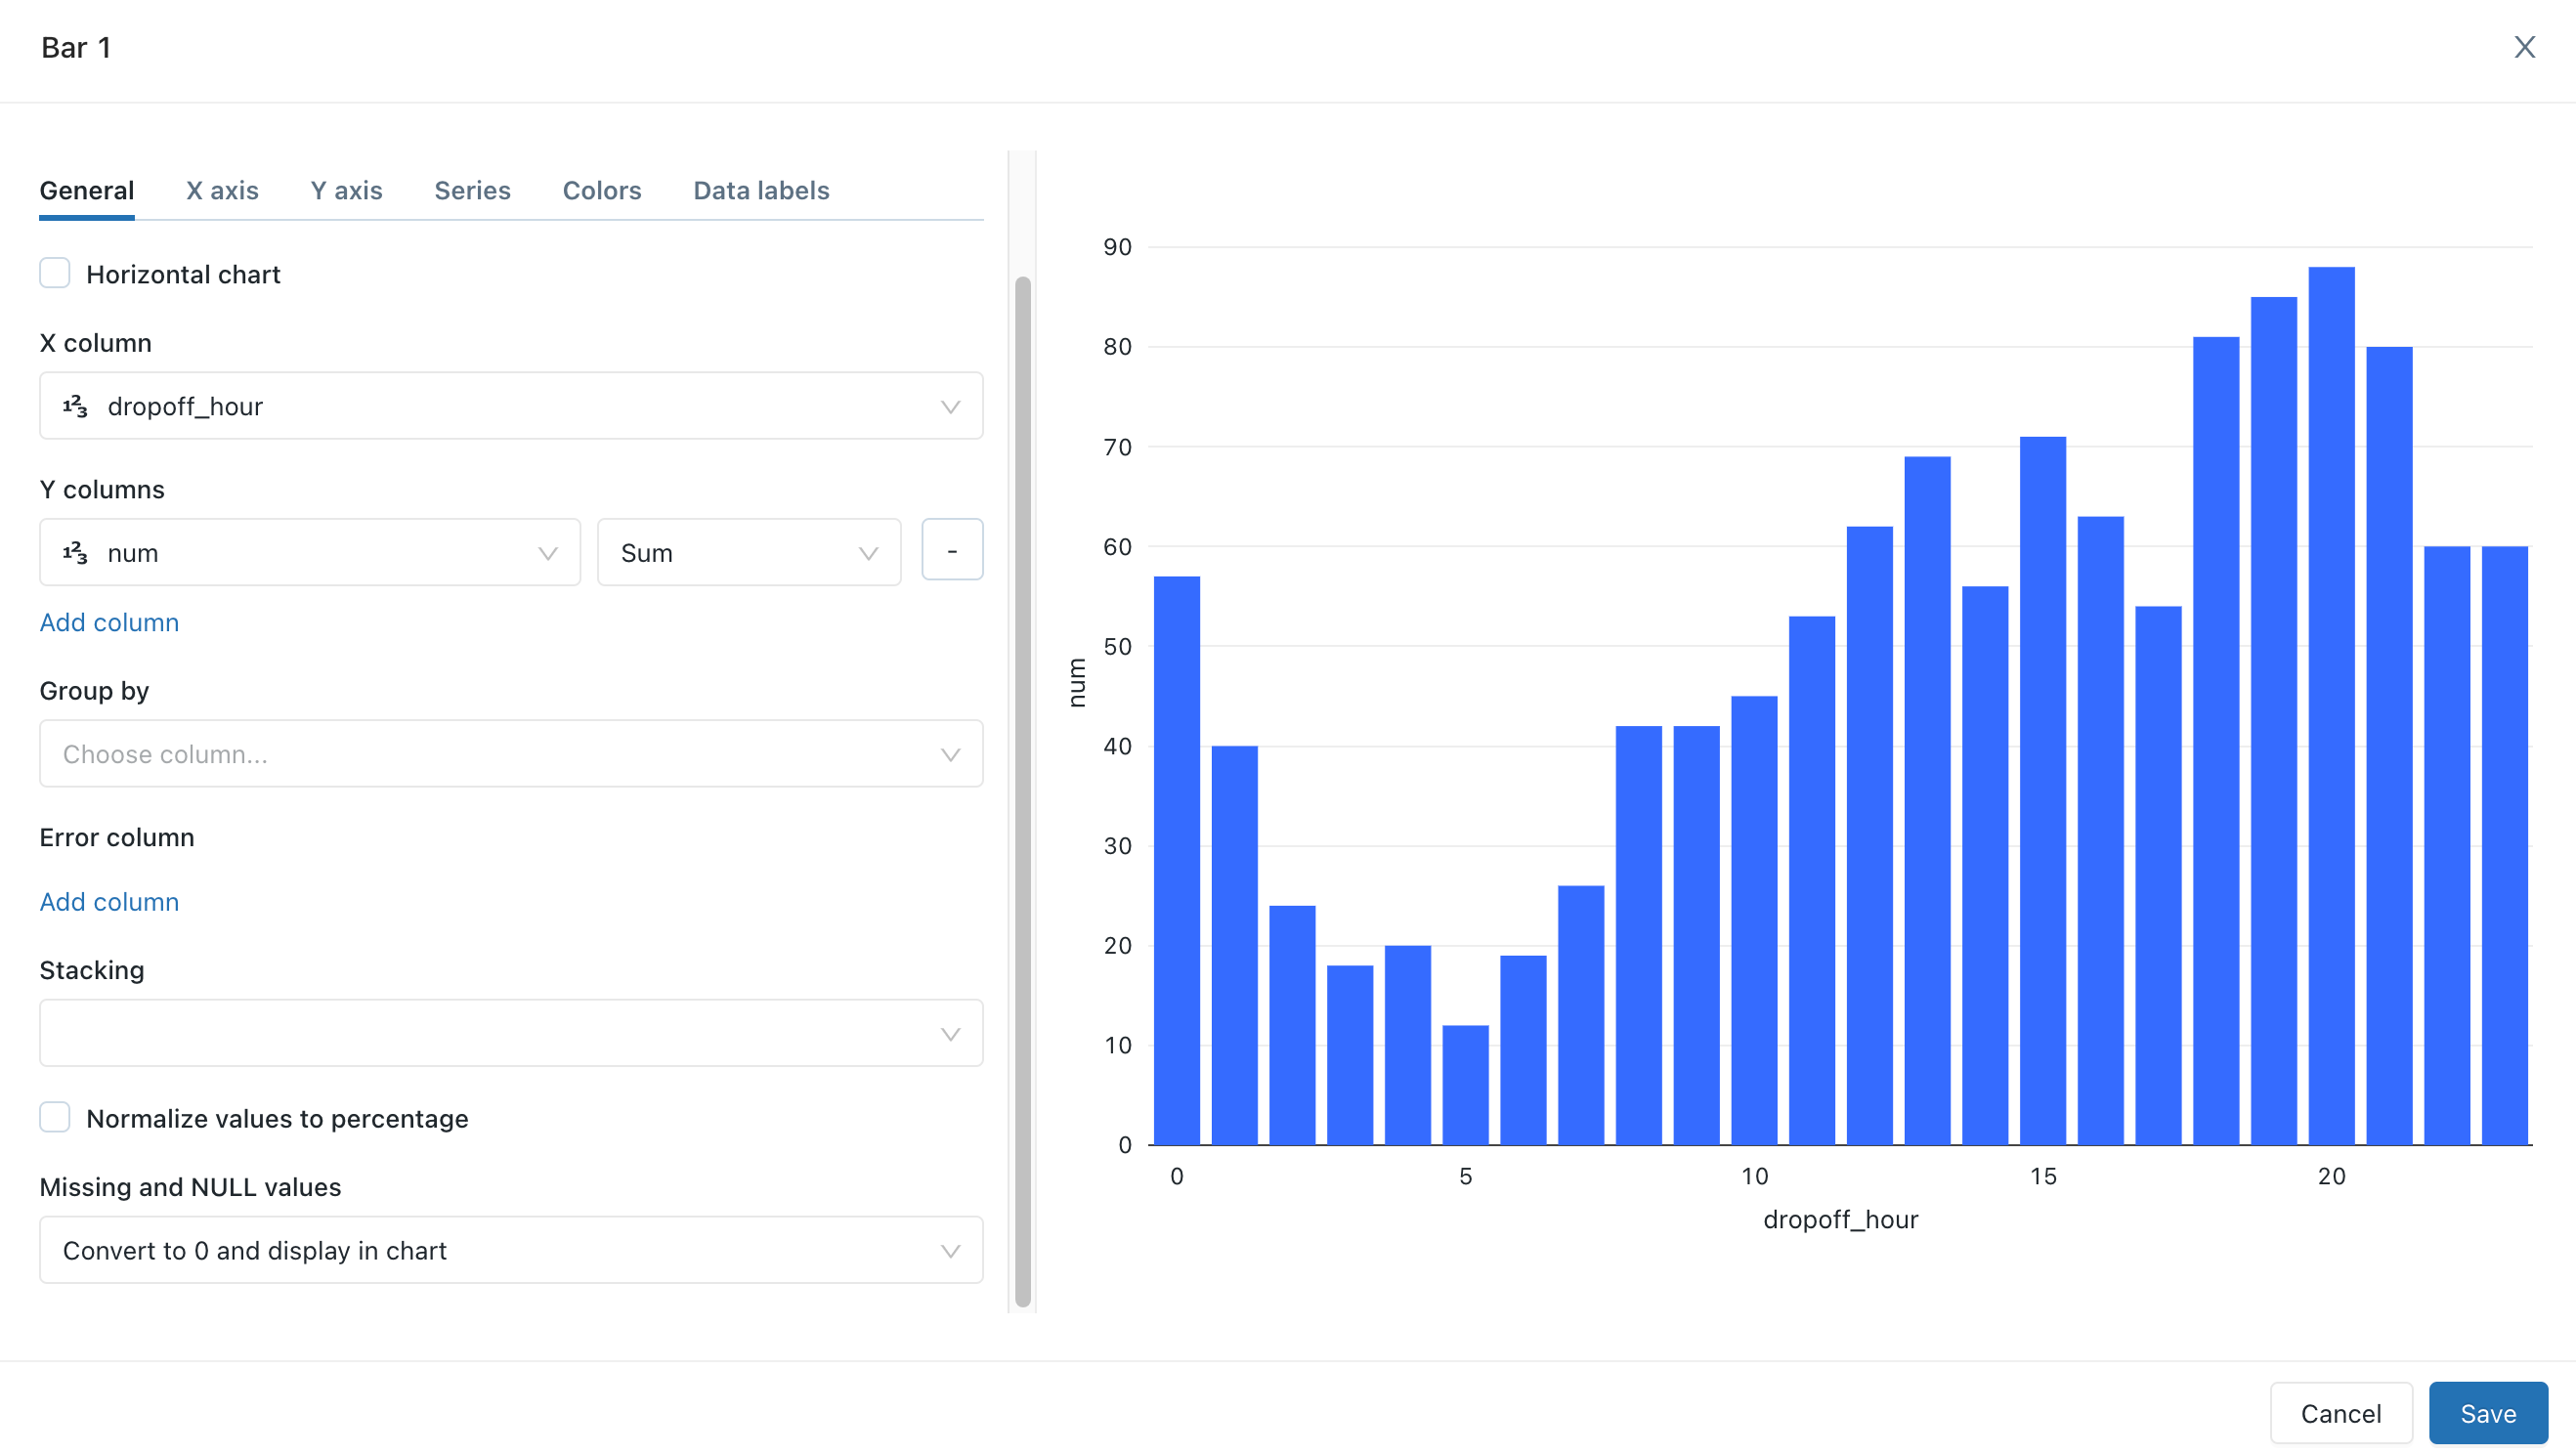 Bar 1
X
General X axis Y axis Series Colors Data labels
Horizontal chart
X column
123 dropoff_hour
Y columns
123 num Sum -
Add column
Group by
Choose column...
Error column
Add column
Stacking
Normalize values to percentage
Missing and NULL values
Convert to 0 and display in chart
90
80
70
60
50
40
30
20
10
0
num
0 5 10 15 20
dropoff_hour
Cancel Save